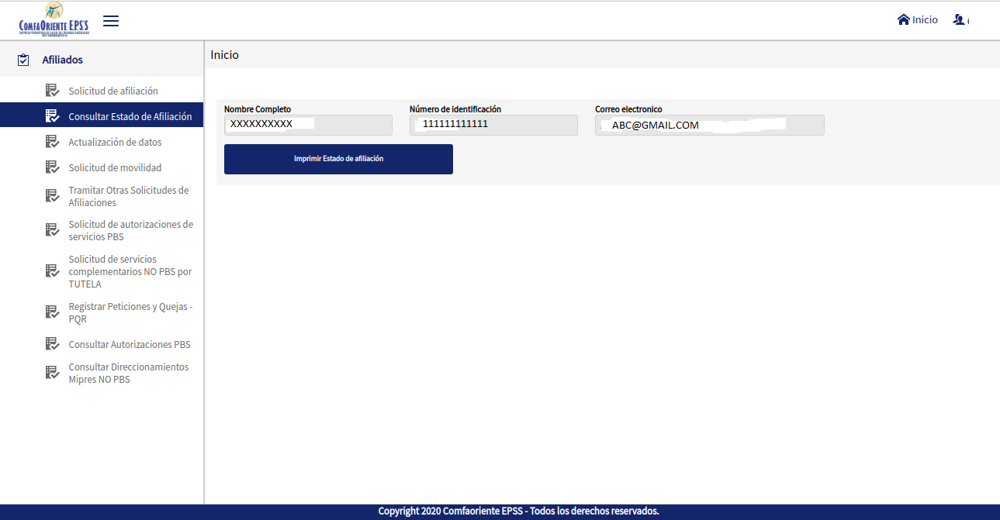 COMFAORIENTE EPS'S
Inicio
Afiliados
Inicio
Solicitud de afiliación
Consultar Estado de Afiliación
Actualización de datos
Solicitud de movilidad
Tramitar Otras Solicitudes de
Afiliaciones
Solicitud de autorizaciones de
servicios PBS
Solicitud de servicios
complementarios NO PBS por
TUTELA
Registrar Peticiones y Quejas -
PQR
Consultar Autorizaciones PBS
Consultar Direccionamientos
Mipres NO PBS
Nombre Completo
XXXXXXXXXX
Número de identificación
111111111111
Correo electronico
ABC@GMAIL.COM
Imprimir Estado de afiliación
Copyright 2020 Comfaoriente EPSS - Todos los derechos reservados.